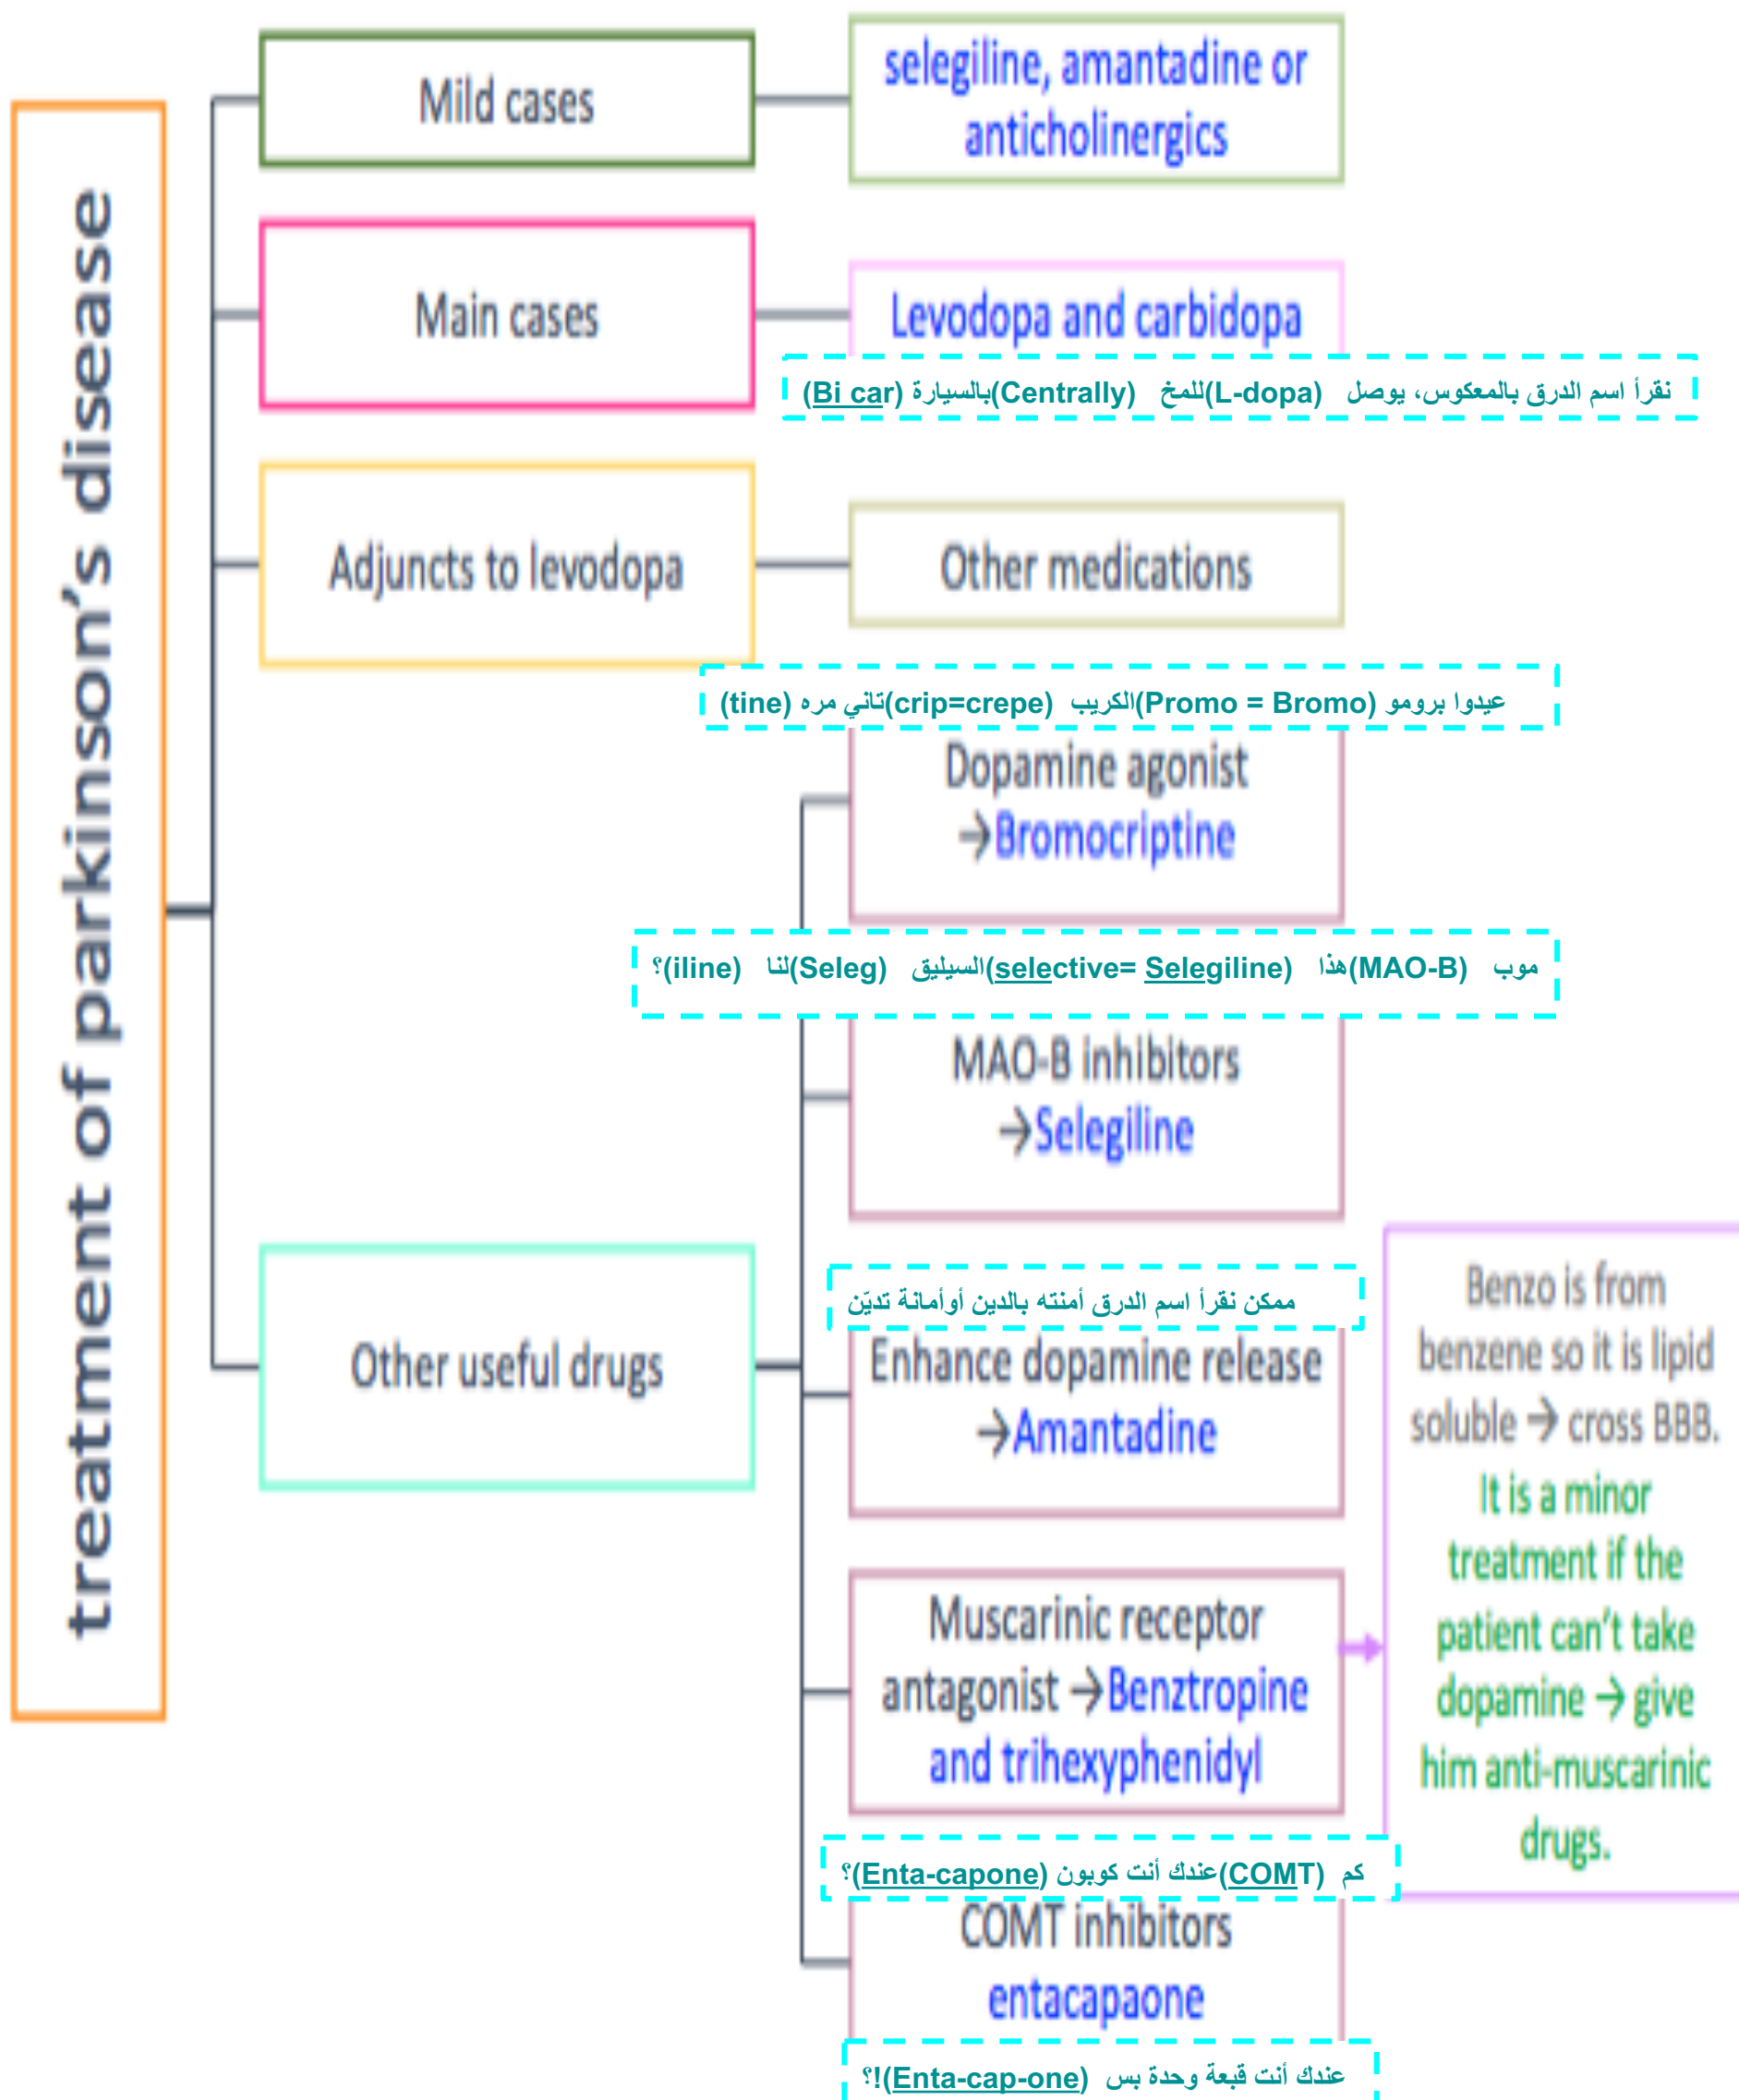 treatment of parkinson's disease
Mild cases
selegiline, amantadine or
anticholinergics
Main cases
Levodopa and carbidopa
نقرأ اسم الدرق بالمعكوس، يوصل (L-dopa)للمخ (Centrally)بالسيارة (Bi car)
Adjuncts to levodopa
Other medications
عيدوا برومو (Promo = Bromo)الكريب (crip=crepe)تاني مره (tine)
Other useful drugs
Dopamine agonist
→Bromocriptine
موب (MAO-B)هذا (selective= Selegiline)السيليق (Seleg)لنا (iline)؟
MAO-B inhibitors
→Selegiline
ممكن نقرأ اسم الدرق أمنته بالدين أوأمانة تديّن
Enhance dopamine release
→Amantadine
Muscarinic receptor
antagonist →Benztropine
and trihexyphenidyl
Benzo is from
benzene so it is lipid
soluble → cross BBB.
It is a minor
treatment if the
patient can't take
dopamine → give
him anti-muscarinic
drugs.
كم (COMT)عندك أنت كوبون (Enta-capone)؟
COMT inhibitors
entacapaone
عندك أنت قبعة وحدة بس (Enta-cap-one)!؟